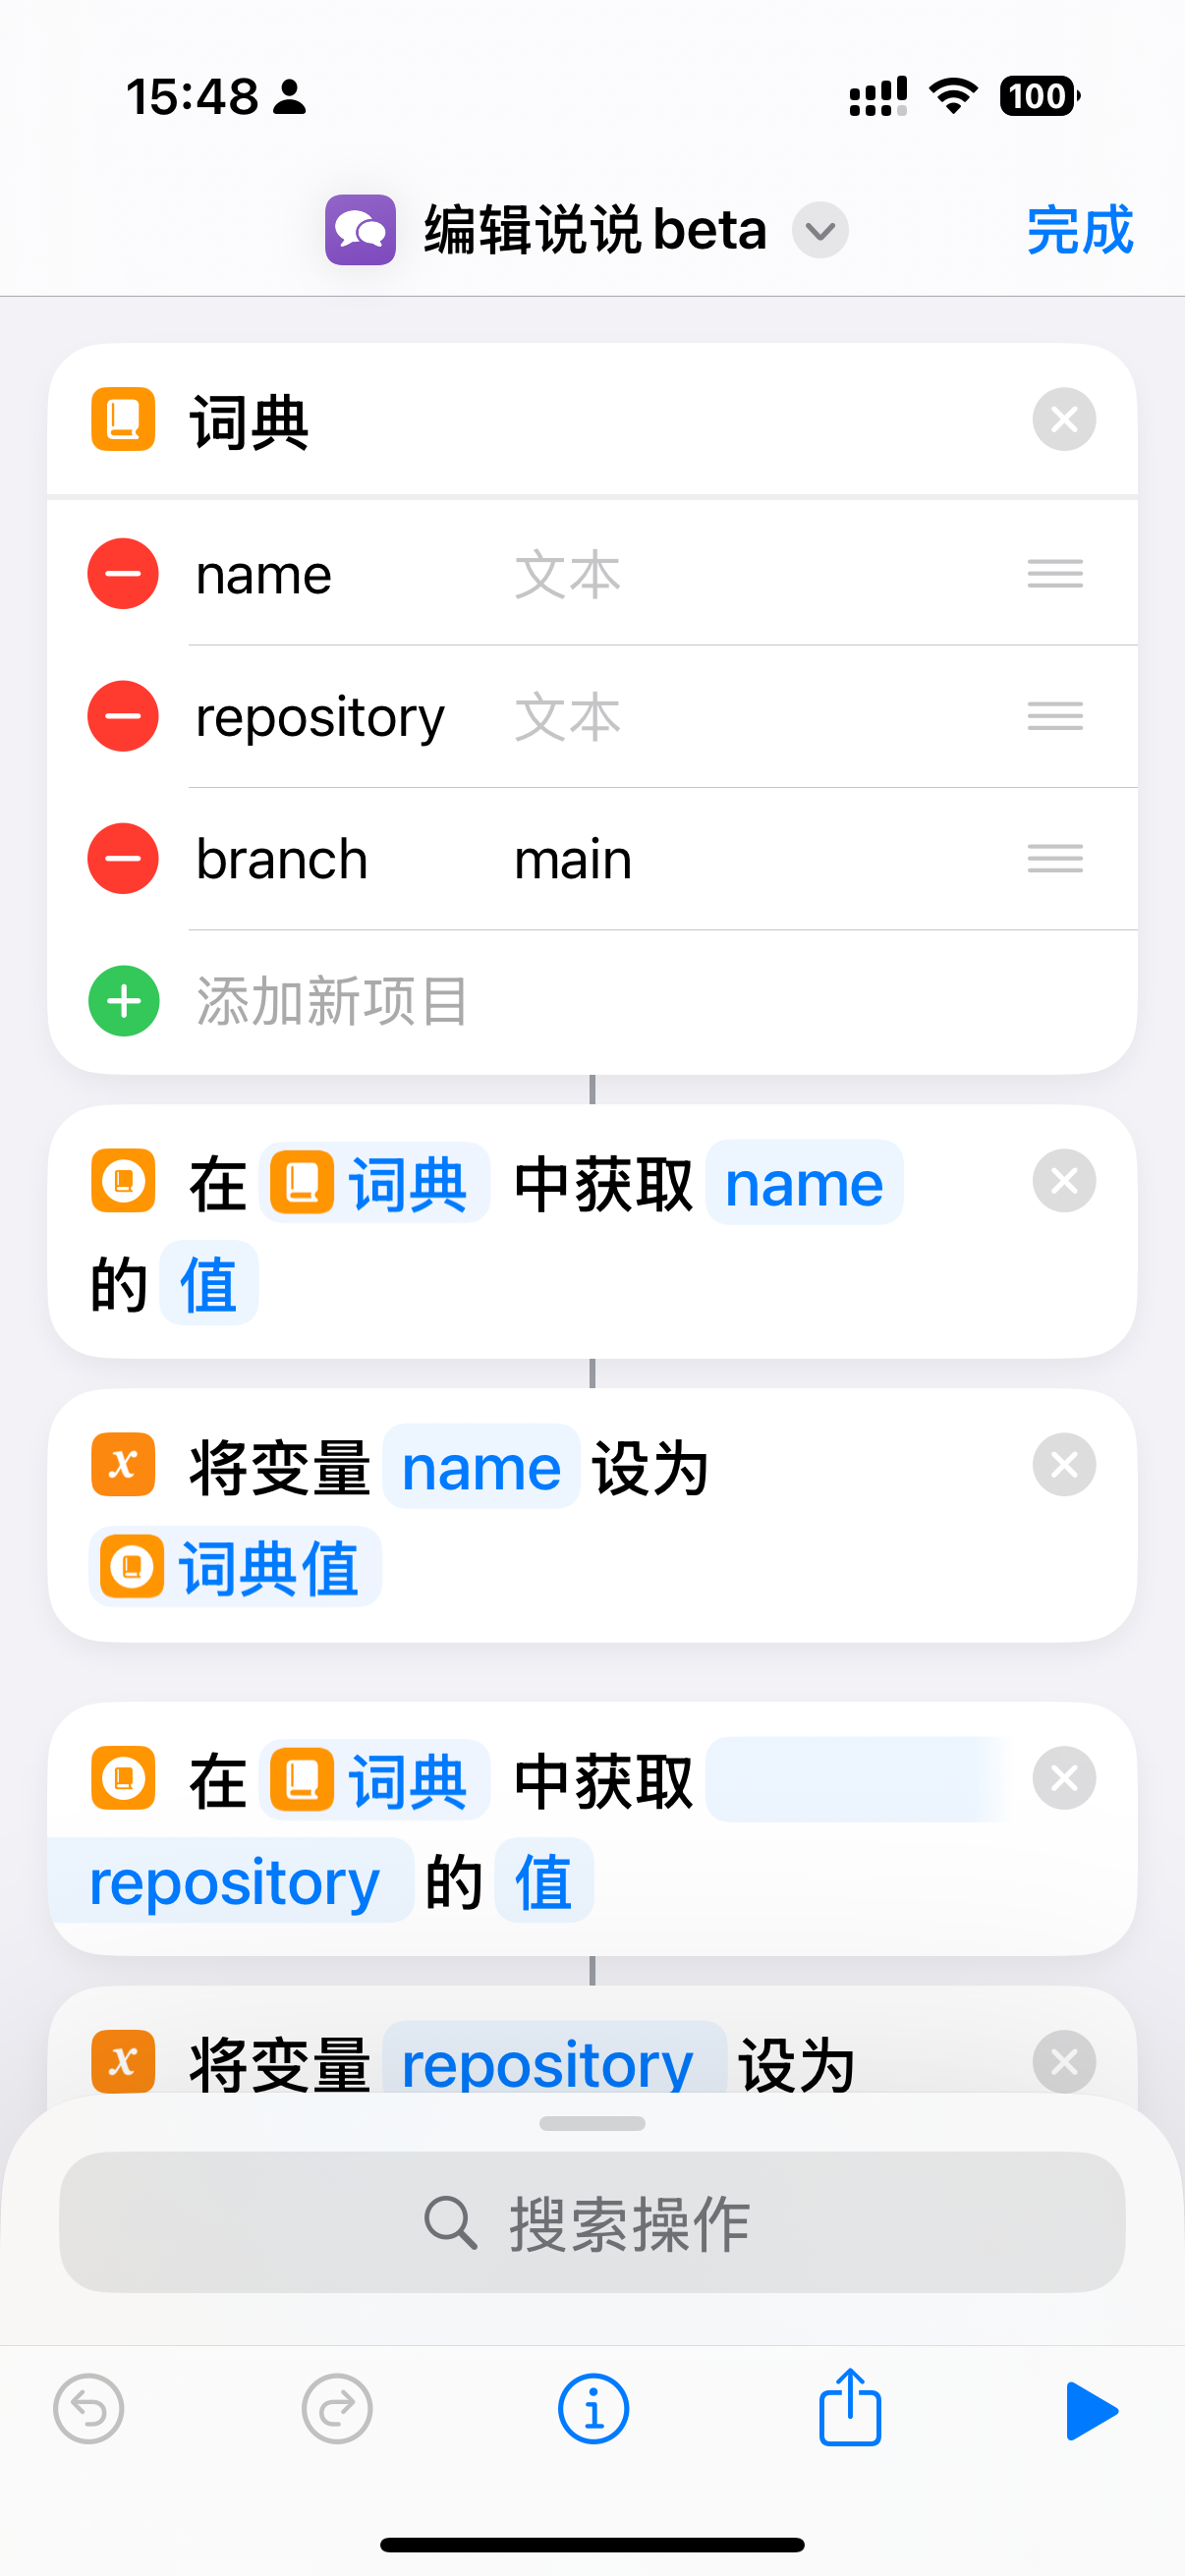 15:48
100
编辑说说 beta
完成
词典
name 文本
repository 文本
branch main
添加新项目
在 词典 中获取 name
的 值
将变量 name 设为
词典值
在 词典 中获取
repository 的 值
将变量 repository 设为
搜索操作